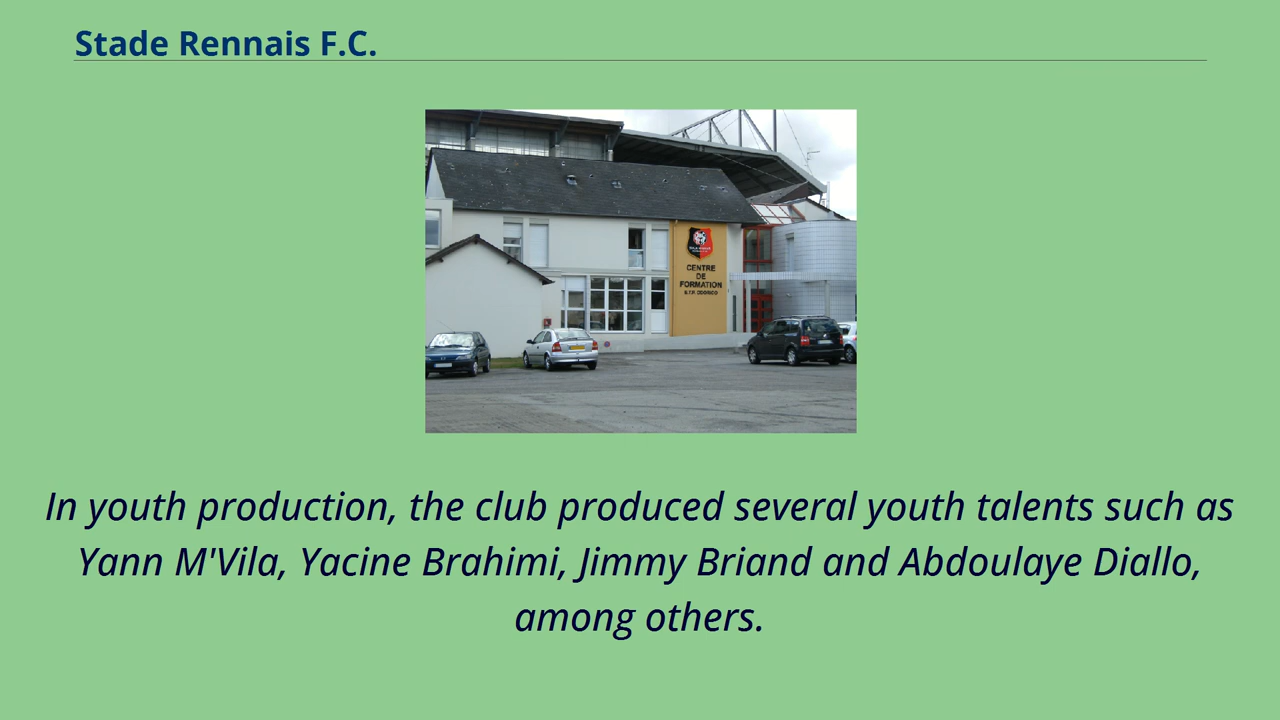 Stade Rennais F.C.
CENTRE
DE
FORMATION
In youth production, the club produced several youth talents such as
Yann M'Vila, Yacine Brahimi, Jimmy Briand and Abdoulaye Diallo,
among others.